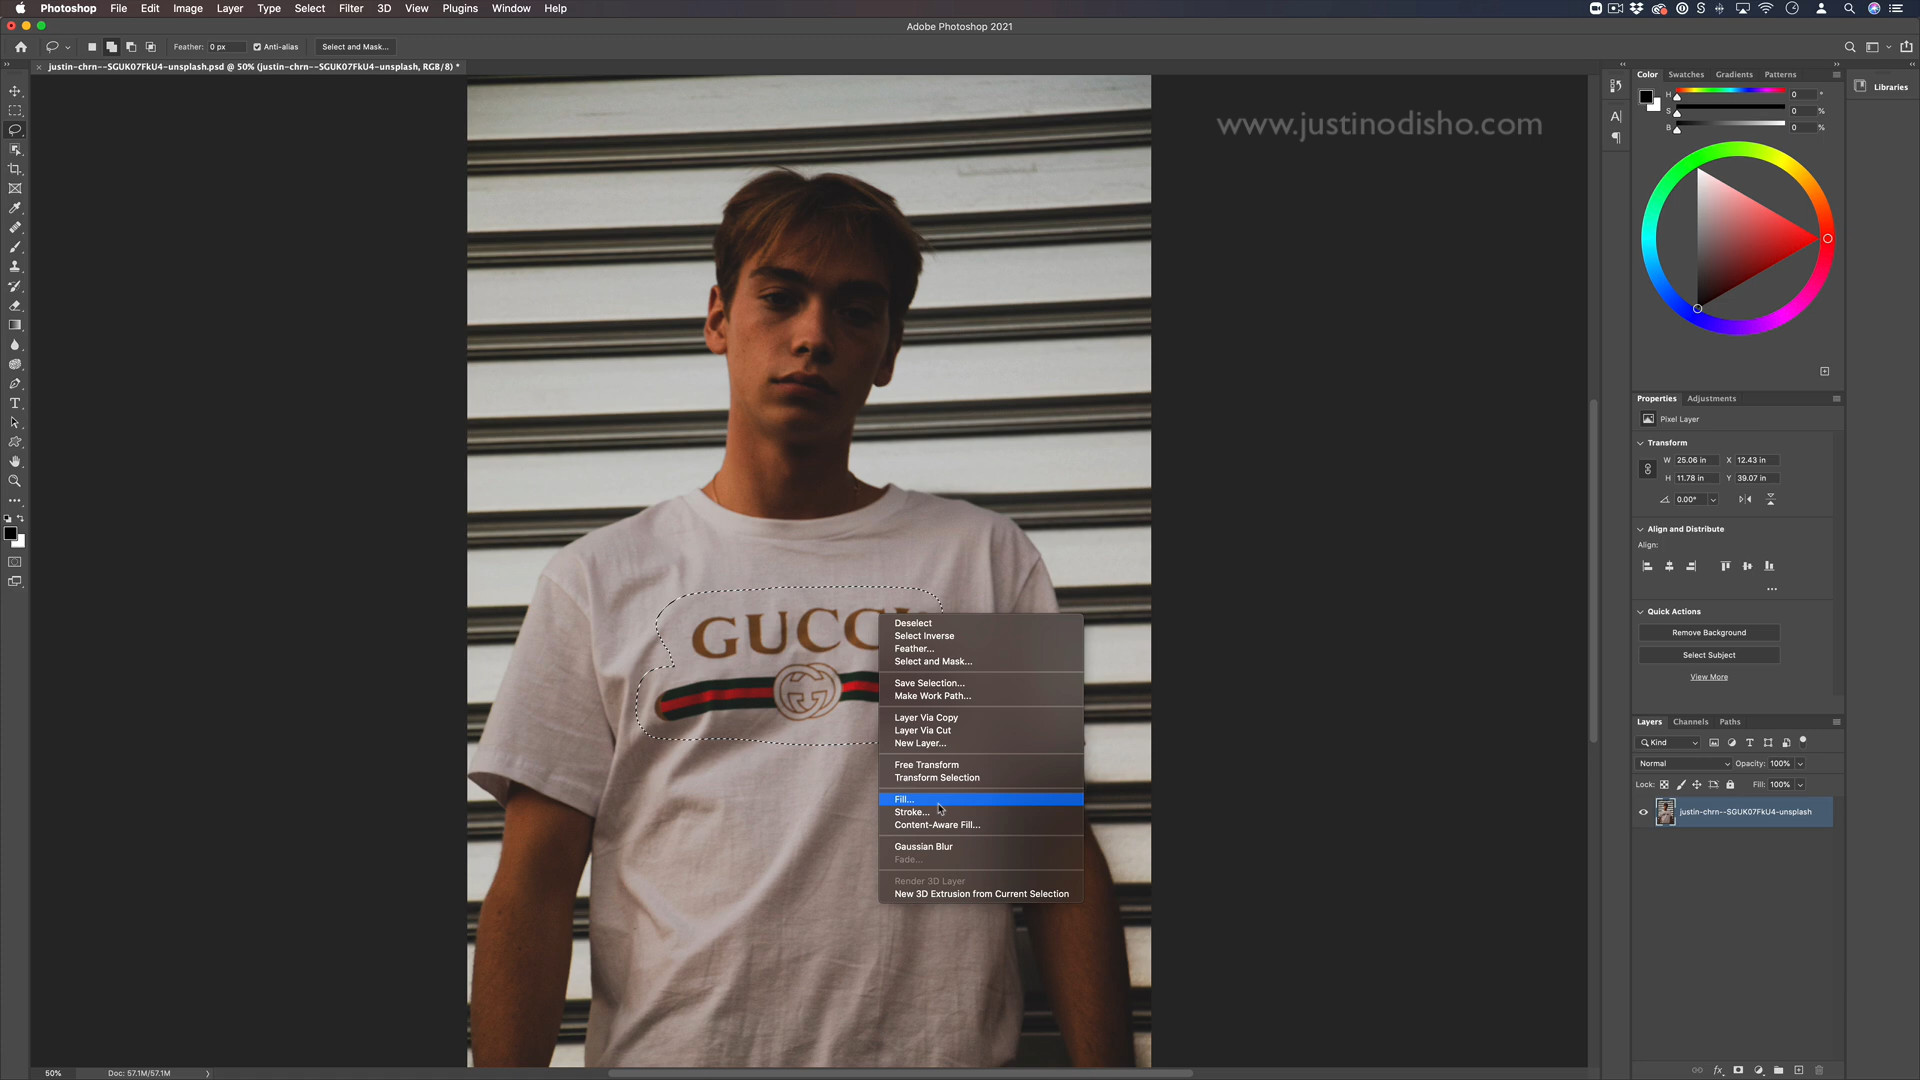 Photoshop File Edit Image Layer Type Select Filter 3D View Plugins Window Help
Adobe Photoshop 2021
Feather: 0 px Anti-alias Select and Mask...
justin-chrn--SGUK07FkU4-unsplash.psd @ 50% (justin-chrn--SGUK07FkU4-unsplash, RGB/8) *
www.justinodisho.com
GUCCI
Deselect
Select Inverse
Feather...
Select and Mask...
Save Selection...
Make Work Path...
Layer Via Copy
Layer Via Cut
New Layer...
Free Transform
Transform Selection
Fill...
Stroke...
Content-Aware Fill...
Gaussian Blur
Fade...
Render 3D Layer
New 3D Extrusion from Current Selection
Color Swatches Gradients Patterns
Libraries
H 0 °
S 0 %
B 0 %
Properties Adjustments
Pixel Layer
Transform
W 25.06 in X 12.43 in
H 11.78 in Y 39.07 in
0.00°
Align and Distribute
Align:
Quick Actions
Remove Background
Select Subject
View More
Layers Channels Paths
Kind
Normal Opacity: 100%
Lock: Fill: 100%
justin-chrn--SGUK07FkU4-unsplash
50% Doc: 57.1M/57.1M